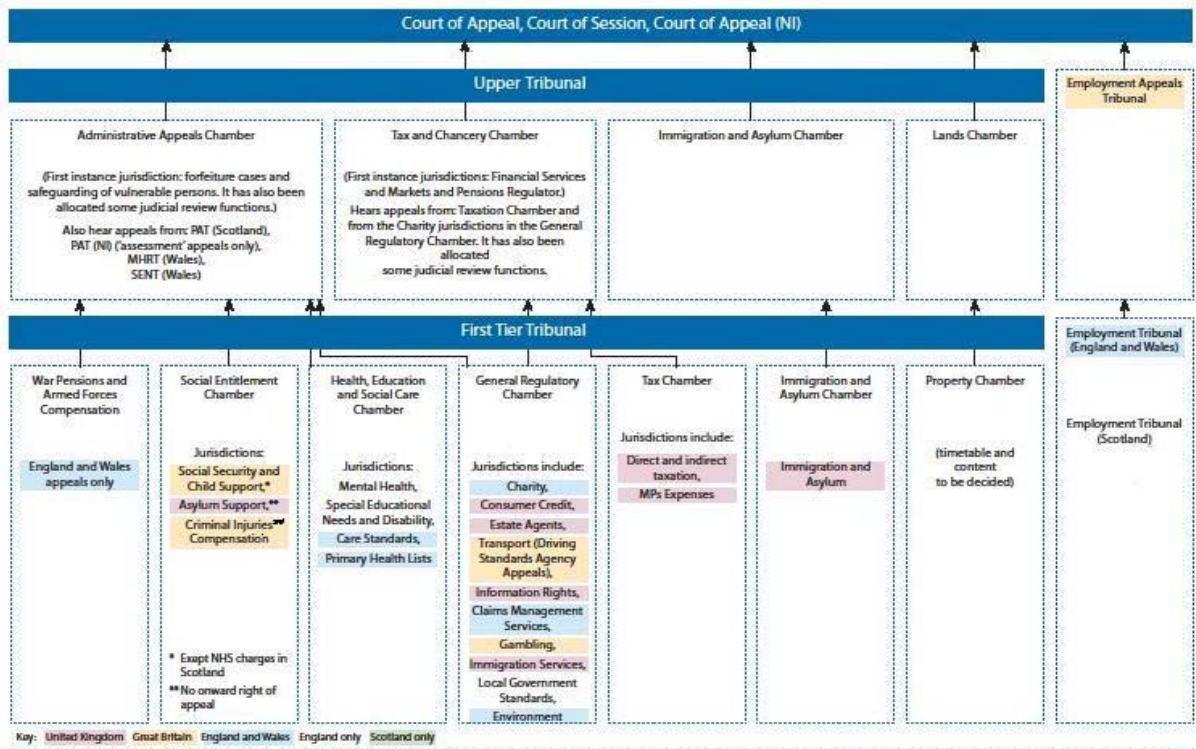 Court of Appeal, Court of Session, Court of Appeal (NI)
Upper Tribunal
Employment Appeals
Tribunal
Administrative Appeals Chamber
(First instance jurisdiction: forfeiture cases and
safeguarding of vulnerable persons. It has also been
allocated some judicial review functions.)
Also hear appeals from: PAT (Scotland),
PAT (NI) ('assessment' appeals only),
MHRT (Wales),
SENT (Wales)
Tax and Chancery Chamber
(First instance jurisdictions: Financial Services
and Markets and Pensions Regulator.)
Hears appeals from: Taxation Chamber and
from the Charity jurisdictions in the General
Regulatory Chamber. It has also been
allocated
some judicial review functions.
Immigration and Asylum Chamber
Lands Chamber
First Tier Tribunal
Employment Tribunal
(England and Wales)
Employment Tribunal
(Scotland)
War Pensions and
Armed Forces
Compensation
England and Wales
appeals only
Social Entitlement
Chamber
Jurisdictions:
Social Security and
Child Support,*
Asylum Support,**
Criminal Injuries
Compensation
* Exept NHS charges in
Scotland
** No onward right of
appeal
Health, Education
and Social Care
Chamber
Jurisdictions:
Mental Health,
Special Educational
Needs and Disability,
Care Standards,
Primary Health Lists
General Regulatory
Chamber
Jurisdictions include:
Charity,
Consumer Credit,
Estate Agents,
Transport (Driving
Standards Agency
Appeals),
Information Rights,
Claims Management
Services,
Gambling,
Immigration Services,
Local Government
Standards,
Environment
Tax Chamber
Jurisdictions include:
Direct and indirect
taxation,
MPs Expenses
Immigration and
Asylum Chamber
Immigration and
Asylum
Property Chamber
(timetable and
content
to be decided)
Key: United Kingdom Great Britain England and Wales England only Scotland only